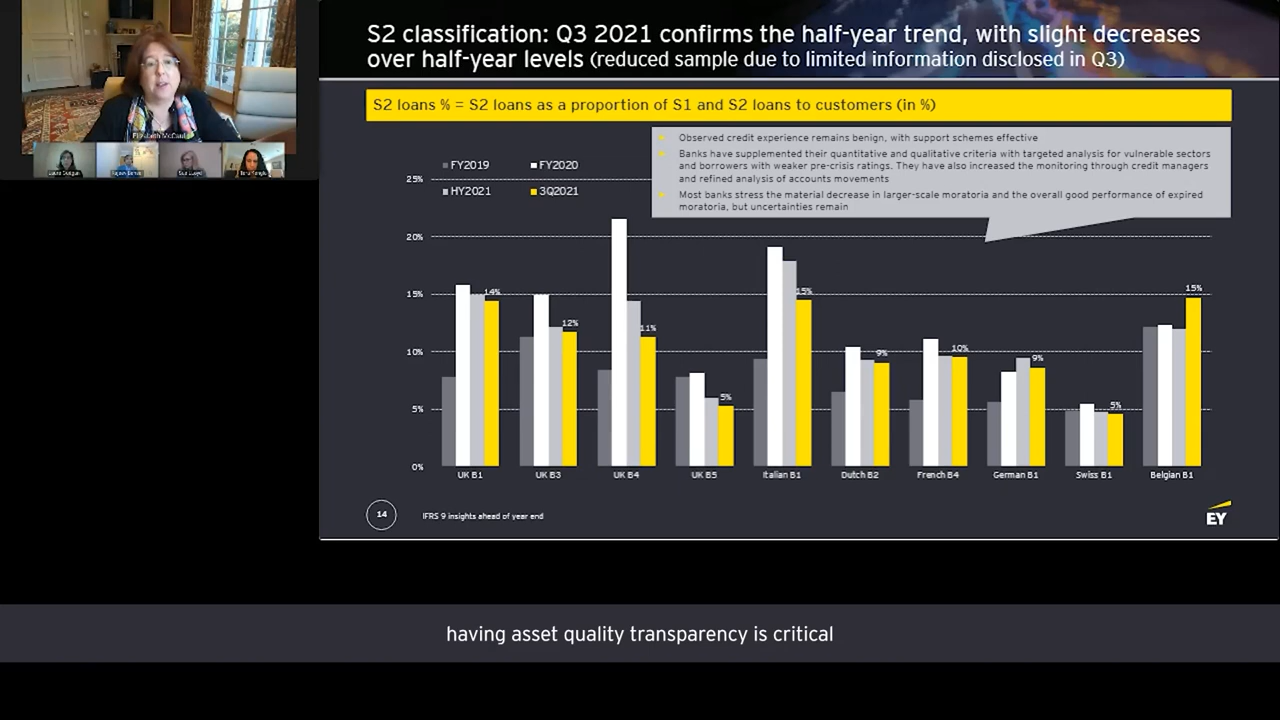 S2 classification: Q3 2021 confirms the half-year trend, with slight decreases
over half-year levels (reduced sample due to limited information disclosed in Q3)
S2 loans % = S2 loans as a proportion of S1 and S2 loans to customers (in %)
Observed credit experience remains benign, with support schemes effective
Banks have supplemented their quantitative and qualitative criteria with targeted analysis for vulnerable sectors
and borrowers with weaker pre-crisis ratings. They have also increased the monitoring through credit managers
and refined analysis of accounts movements
Most banks stress the material decrease in larger-scale moratoria and the overall good performance of expired
moratoria, but uncertainties remain
FY2019 FY2020
HY2021 3Q2021
25%
20%
15%
10%
5%
0%
14% 12% 11% 5% 15% 9% 10% 9% 5% 15%
UK B1 UK B3 UK B4 UK B5 Italian B1 Dutch B2 French B4 German B1 Swiss B1 Belgian B1
14 IFRS 9 insights ahead of year end
EY
Elizabeth
having asset quality transparency is critical